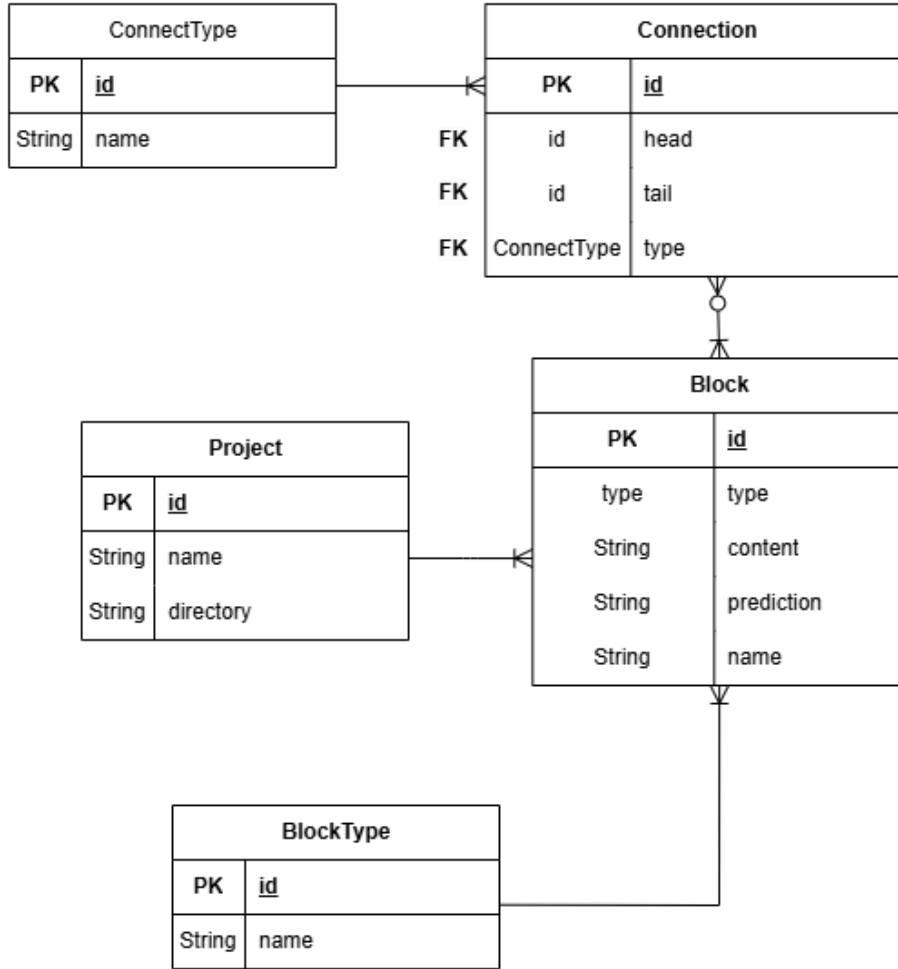 ConnectType
PK id
String name
Connection
PK id
FK id head
FK id tail
FK ConnectType type
Block
PK id
type type
String content
String prediction
String name
Project
PK id
String name
String directory
BlockType
PK id
String name